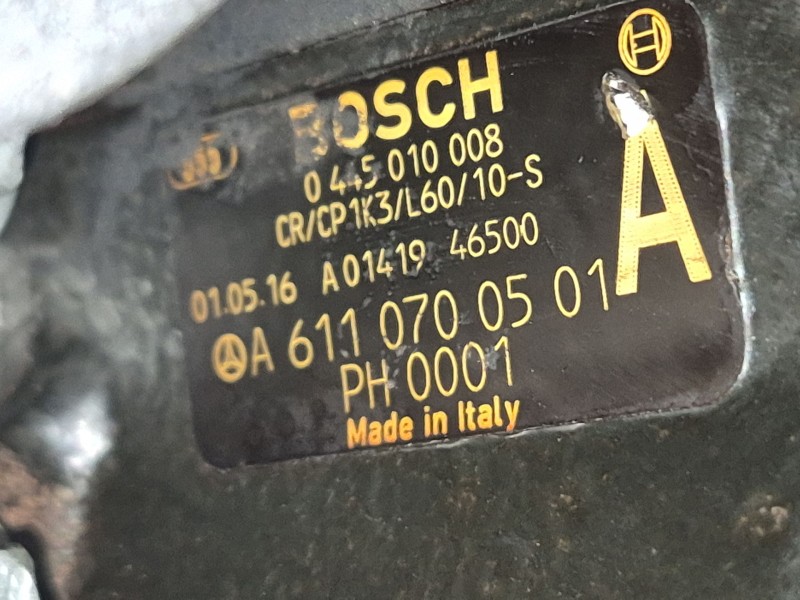 BOSCH
0 445 010 008
CR/CP1K3/L60/10-S
01.05.16 A01419 46500
A 611 070 05 01
PH 0001
Made in Italy
A